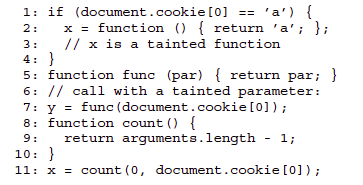 1: if (document.cookie[0] == 'a') {
2:   x = function () { return 'a'; };
3:   // x is a tainted function
4: }
5: function func (par) { return par; }
6: // call with a tainted parameter:
7: y = func(document.cookie[0]);
8: function count() {
9:   return arguments.length - 1;
10: }
11: x = count(0, document.cookie[0]);